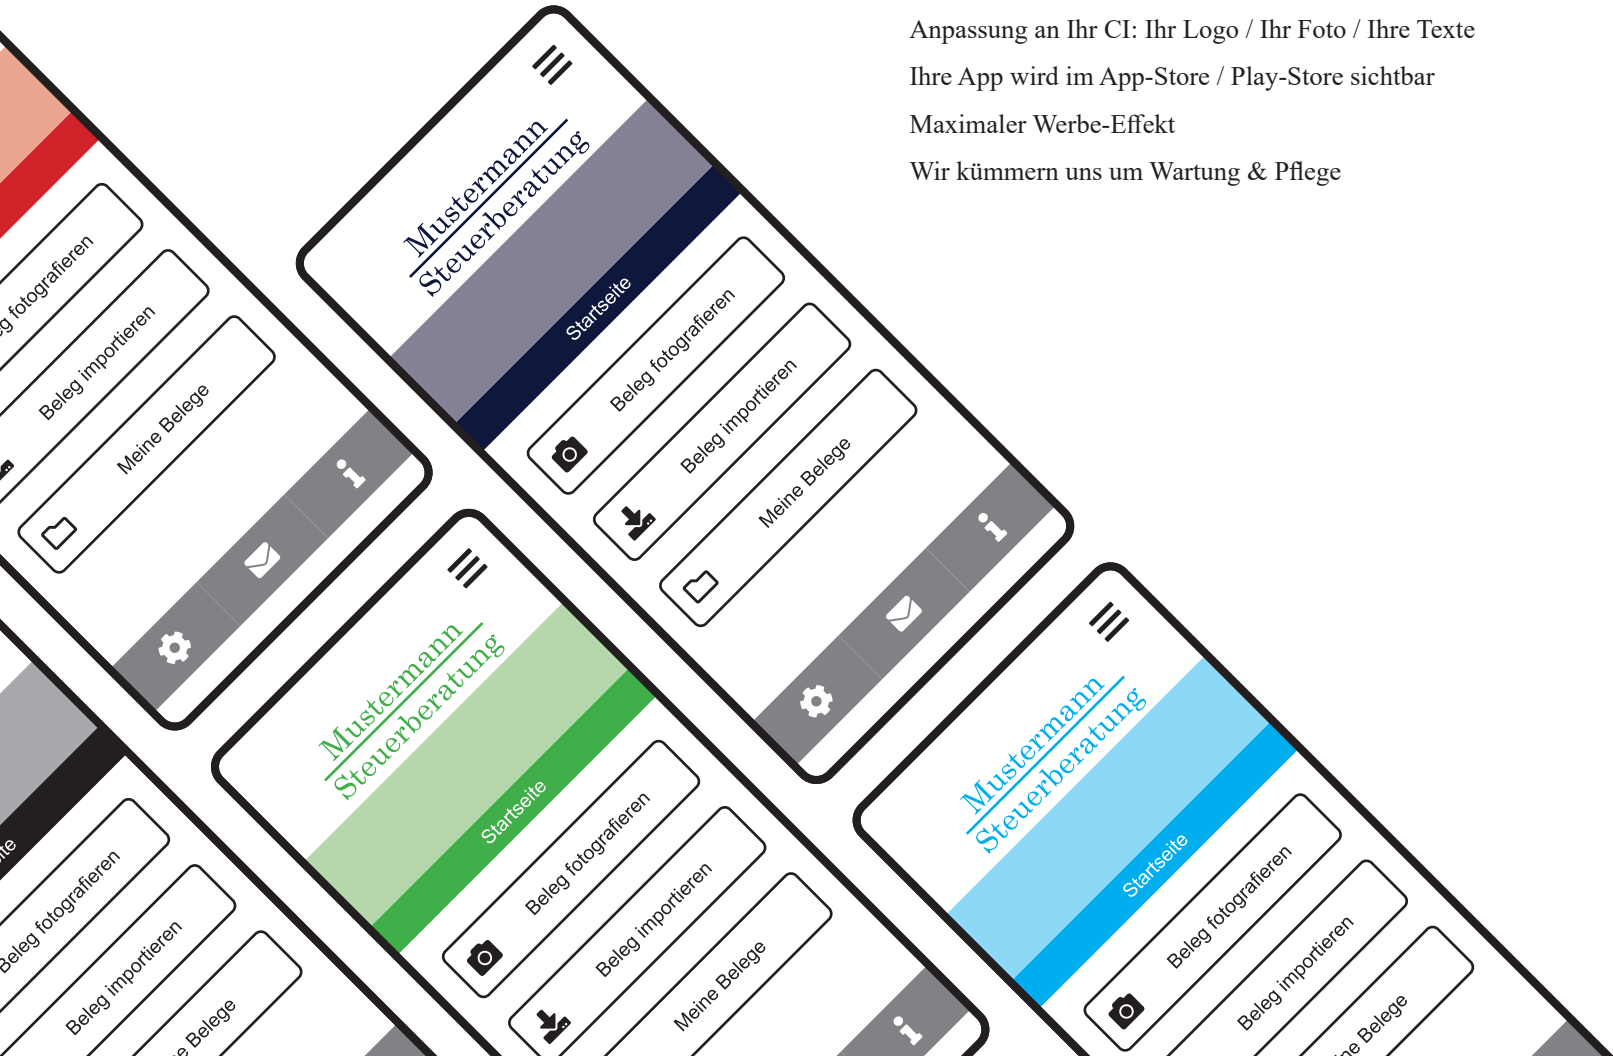 Anpassung an Ihr CI: Ihr Logo / Ihr Foto / Ihre Texte
Ihre App wird im App-Store / Play-Store sichtbar
Maximaler Werbe-Effekt
Wir kümmern uns um Wartung & Pflege
fotografieren
Beleg importieren
Meine Belege
Mustermann
Steuerberatung
Startseite
Beleg fotografieren
Beleg importieren
Meine Belege
Beleg fotografieren
Beleg importieren
Belege
Mustermann
Steuerberatung
Startseite
Beleg fotografieren
Beleg importieren
Meine Belege
Mustermann
Steuerberatung
Startseite
Beleg fotografieren
Beleg importieren
Belege